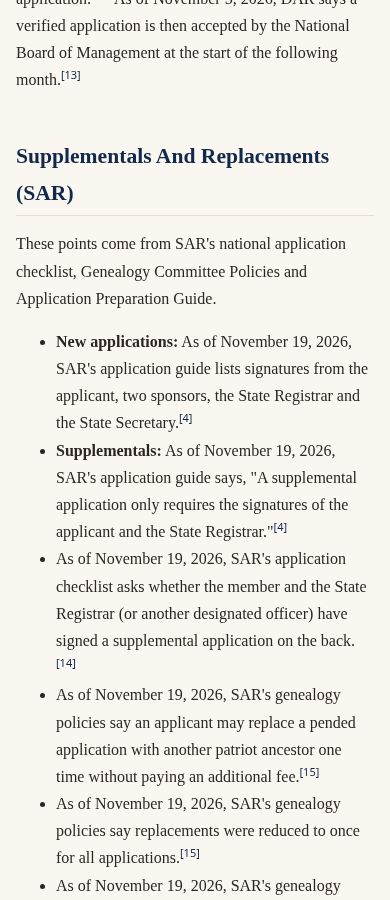 verified application is then accepted by the National
Board of Management at the start of the following
month.[13]
Supplementals And Replacements
(SAR)
These points come from SAR's national application
checklist, Genealogy Committee Policies and
Application Preparation Guide.
• New applications: As of November 19, 2026,
SAR's application guide lists signatures from the
applicant, two sponsors, the State Registrar and
the State Secretary.[4]
• Supplementals: As of November 19, 2026,
SAR's application guide says, "A supplemental
application only requires the signatures of the
applicant and the State Registrar."[4]
• As of November 19, 2026, SAR's application
checklist asks whether the member and the State
Registrar (or another designated officer) have
signed a supplemental application on the back.
[14]
• As of November 19, 2026, SAR's genealogy
policies say an applicant may replace a pended
application with another patriot ancestor one
time without paying an additional fee.[15]
• As of November 19, 2026, SAR's genealogy
policies say replacements were reduced to once
for all applications.[15]
• As of November 19, 2026, SAR's genealogy